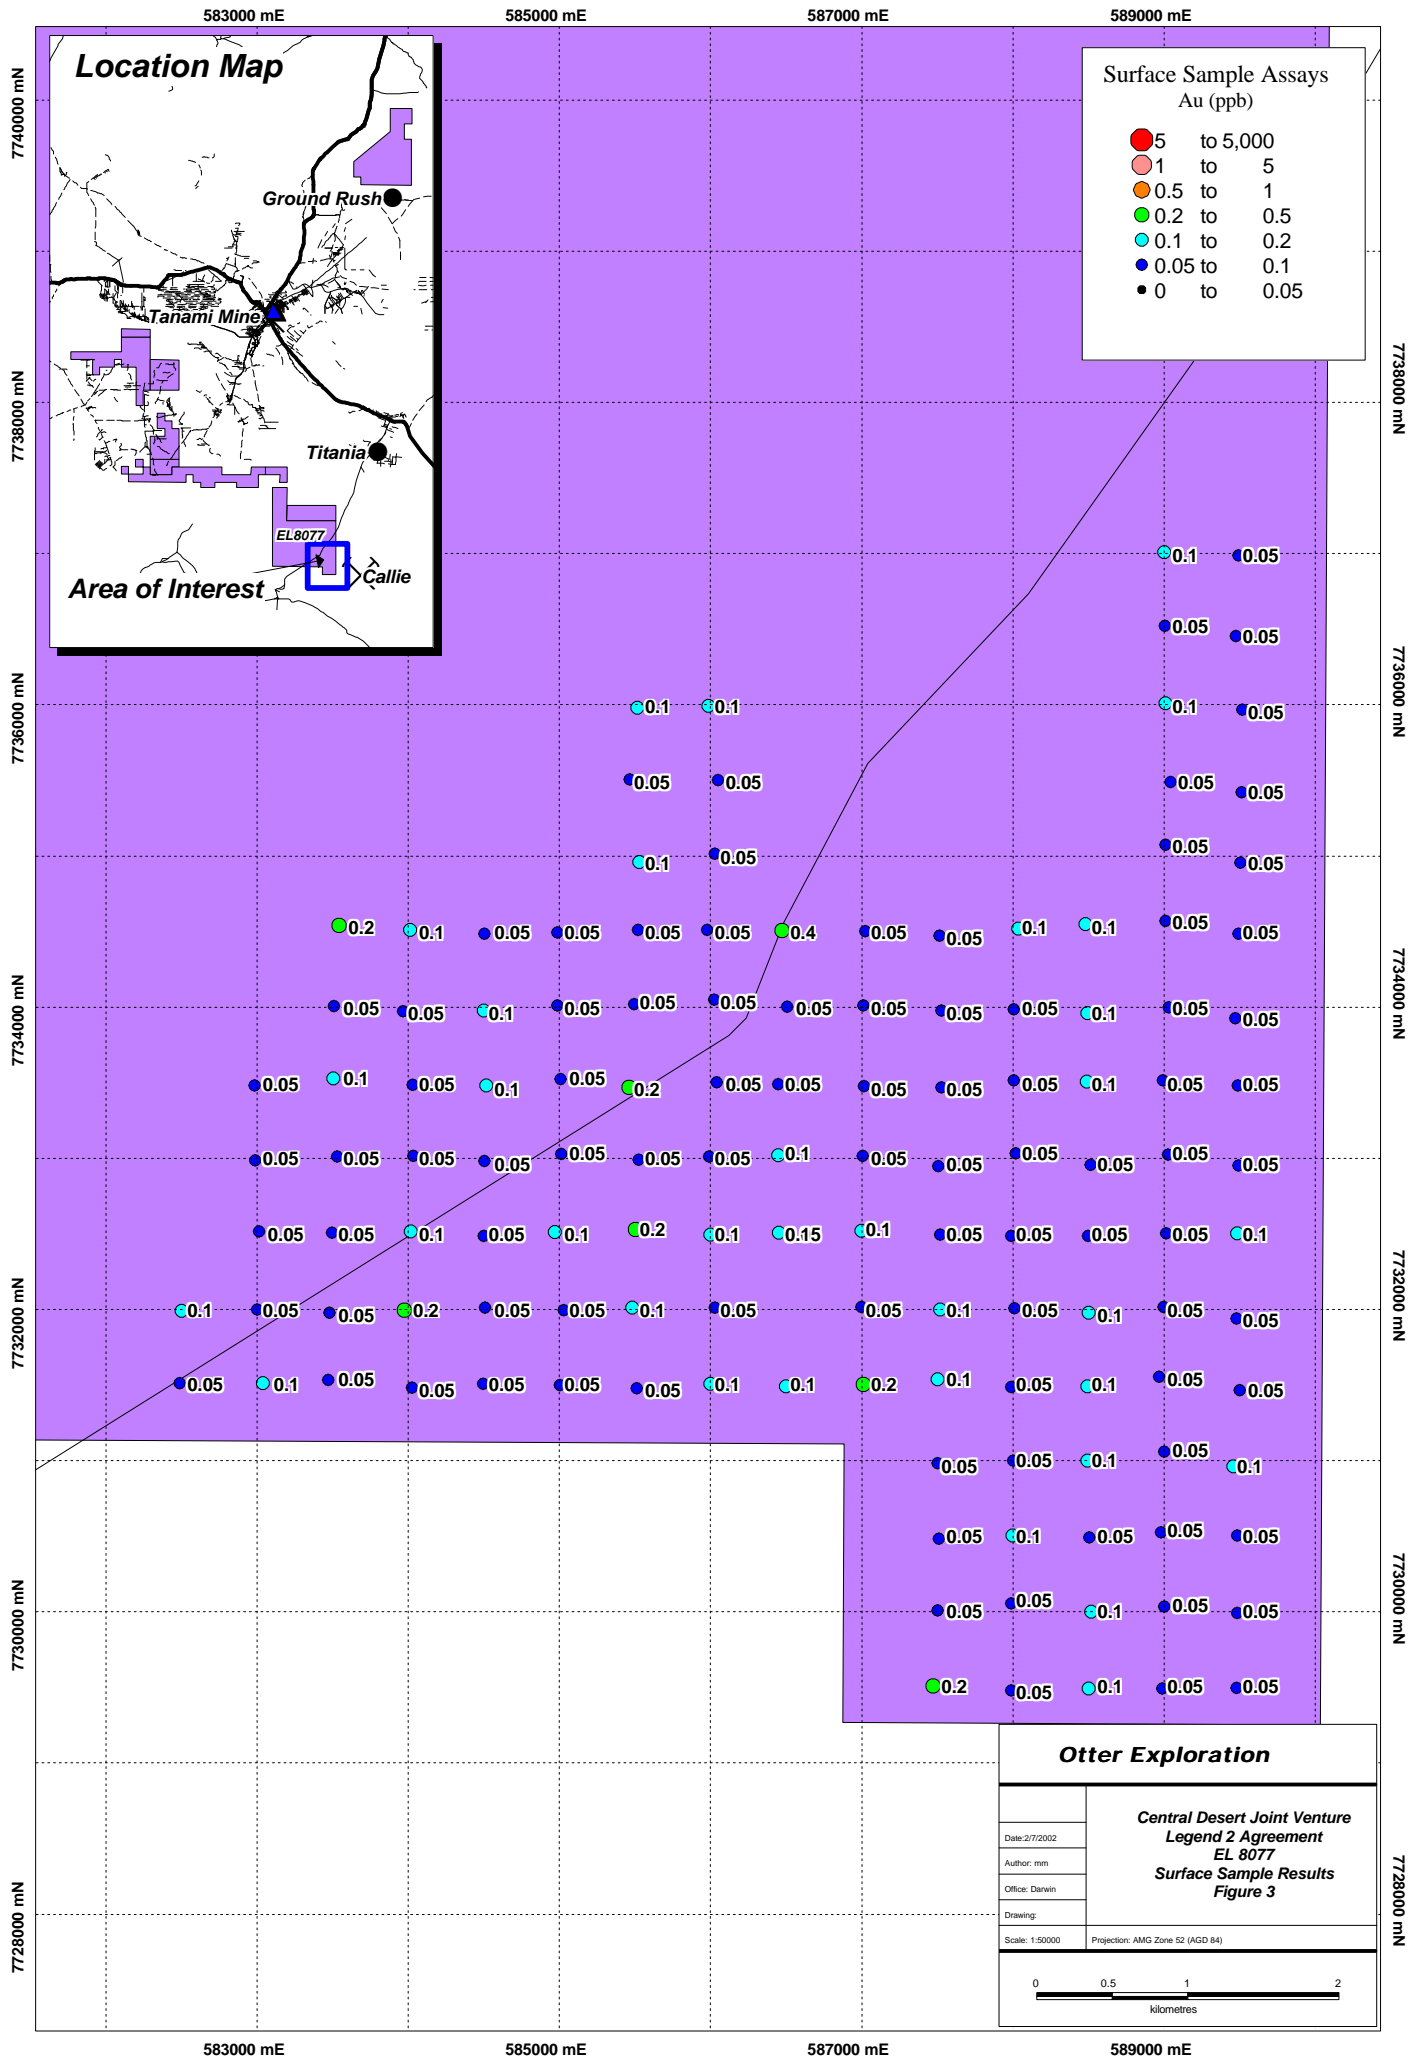 583000 mE 585000 mE 587000 mE 589000 mE
7740000 mN
7738000 mN
7736000 mN
7734000 mN
7732000 mN
7730000 mN
7728000 mN
Location Map
Ground Rush
Tanami Mine
Titania
EL8077
Callie
Area of Interest
Surface Sample Assays
Au (ppb)
5 to 5,000
1 to 5
0.5 to 1
0.2 to 0.5
0.1 to 0.2
0.05 to 0.1
0 to 0.05
7738000 mN
7736000 mN
7734000 mN
7732000 mN
7730000 mN
7728000 mN
0.1 0.05
0.05 0.05
0.1 0.1 0.1 0.05
0.05 0.05 0.05 0.05
0.1 0.05 0.05 0.05
0.2 0.1 0.05 0.05 0.05 0.05 0.4 0.05 0.05 0.1 0.1 0.05 0.05
0.05 0.05 0.1 0.05 0.05 0.05 0.05 0.05 0.05 0.05 0.1 0.05 0.05
0.05 0.1 0.05 0.1 0.05 0.2 0.05 0.05 0.05 0.05 0.05 0.1 0.05 0.05
0.05 0.05 0.05 0.05 0.05 0.05 0.05 0.1 0.05 0.05 0.05 0.05 0.05 0.05
0.05 0.05 0.1 0.05 0.1 0.2 0.1 0.15 0.1 0.05 0.05 0.05 0.05 0.1
0.1 0.05 0.05 0.2 0.05 0.05 0.1 0.05 0.05 0.1 0.05 0.1 0.05 0.05
0.05 0.1 0.05 0.05 0.05 0.05 0.05 0.1 0.1 0.2 0.1 0.05 0.1 0.05 0.05
0.05 0.05 0.1 0.05 0.1
0.05 0.1 0.05 0.05 0.05
0.05 0.05 0.1 0.05 0.05
0.2 0.05 0.1 0.05 0.05
Otter Exploration
Central Desert Joint Venture
Legend 2 Agreement
EL 8077
Surface Sample Results
Figure 3
Date:2/7/2002
Author: mm
Office: Darwin
Drawing:
Scale: 1:50000 Projection: AMG Zone 52 (AGD 84)
0 0.5 1 2
kilometres
583000 mE 585000 mE 587000 mE 589000 mE